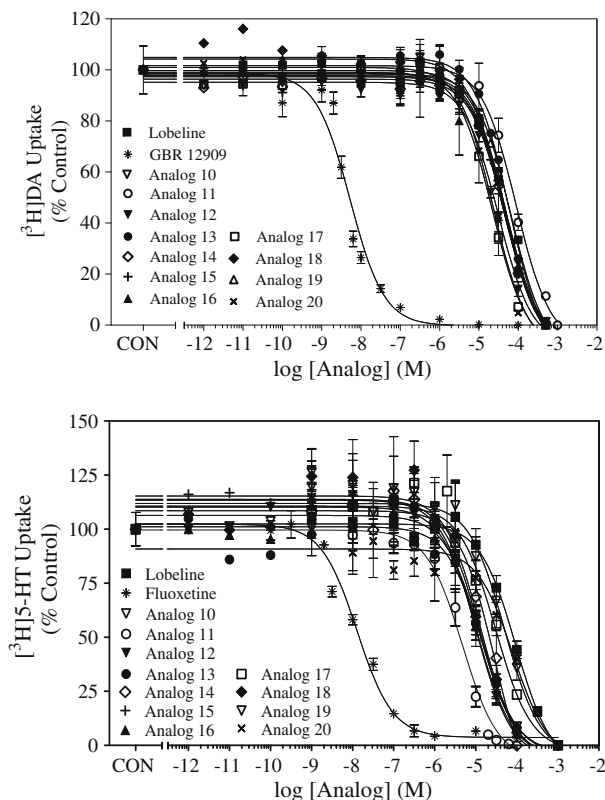 120
100
80
60
40
20
0
[³H]DA Uptake
(% Control)
Lobeline
GBR 12909
Analog 10
Analog 11
Analog 12
Analog 13
Analog 14
Analog 15
Analog 16
Analog 17
Analog 18
Analog 19
Analog 20
CON -12 -11 -10 -9 -8 -7 -6 -5 -4 -3 -2
log [Analog] (M)
150
125
100
75
50
25
0
[³H]5-HT Uptake
(% Control)
Lobeline
Fluoxetine
Analog 10
Analog 11
Analog 12
Analog 13
Analog 14
Analog 15
Analog 16
Analog 17
Analog 18
Analog 19
Analog 20
CON -12 -11 -10 -9 -8 -7 -6 -5 -4 -3 -2
log [Analog] (M)